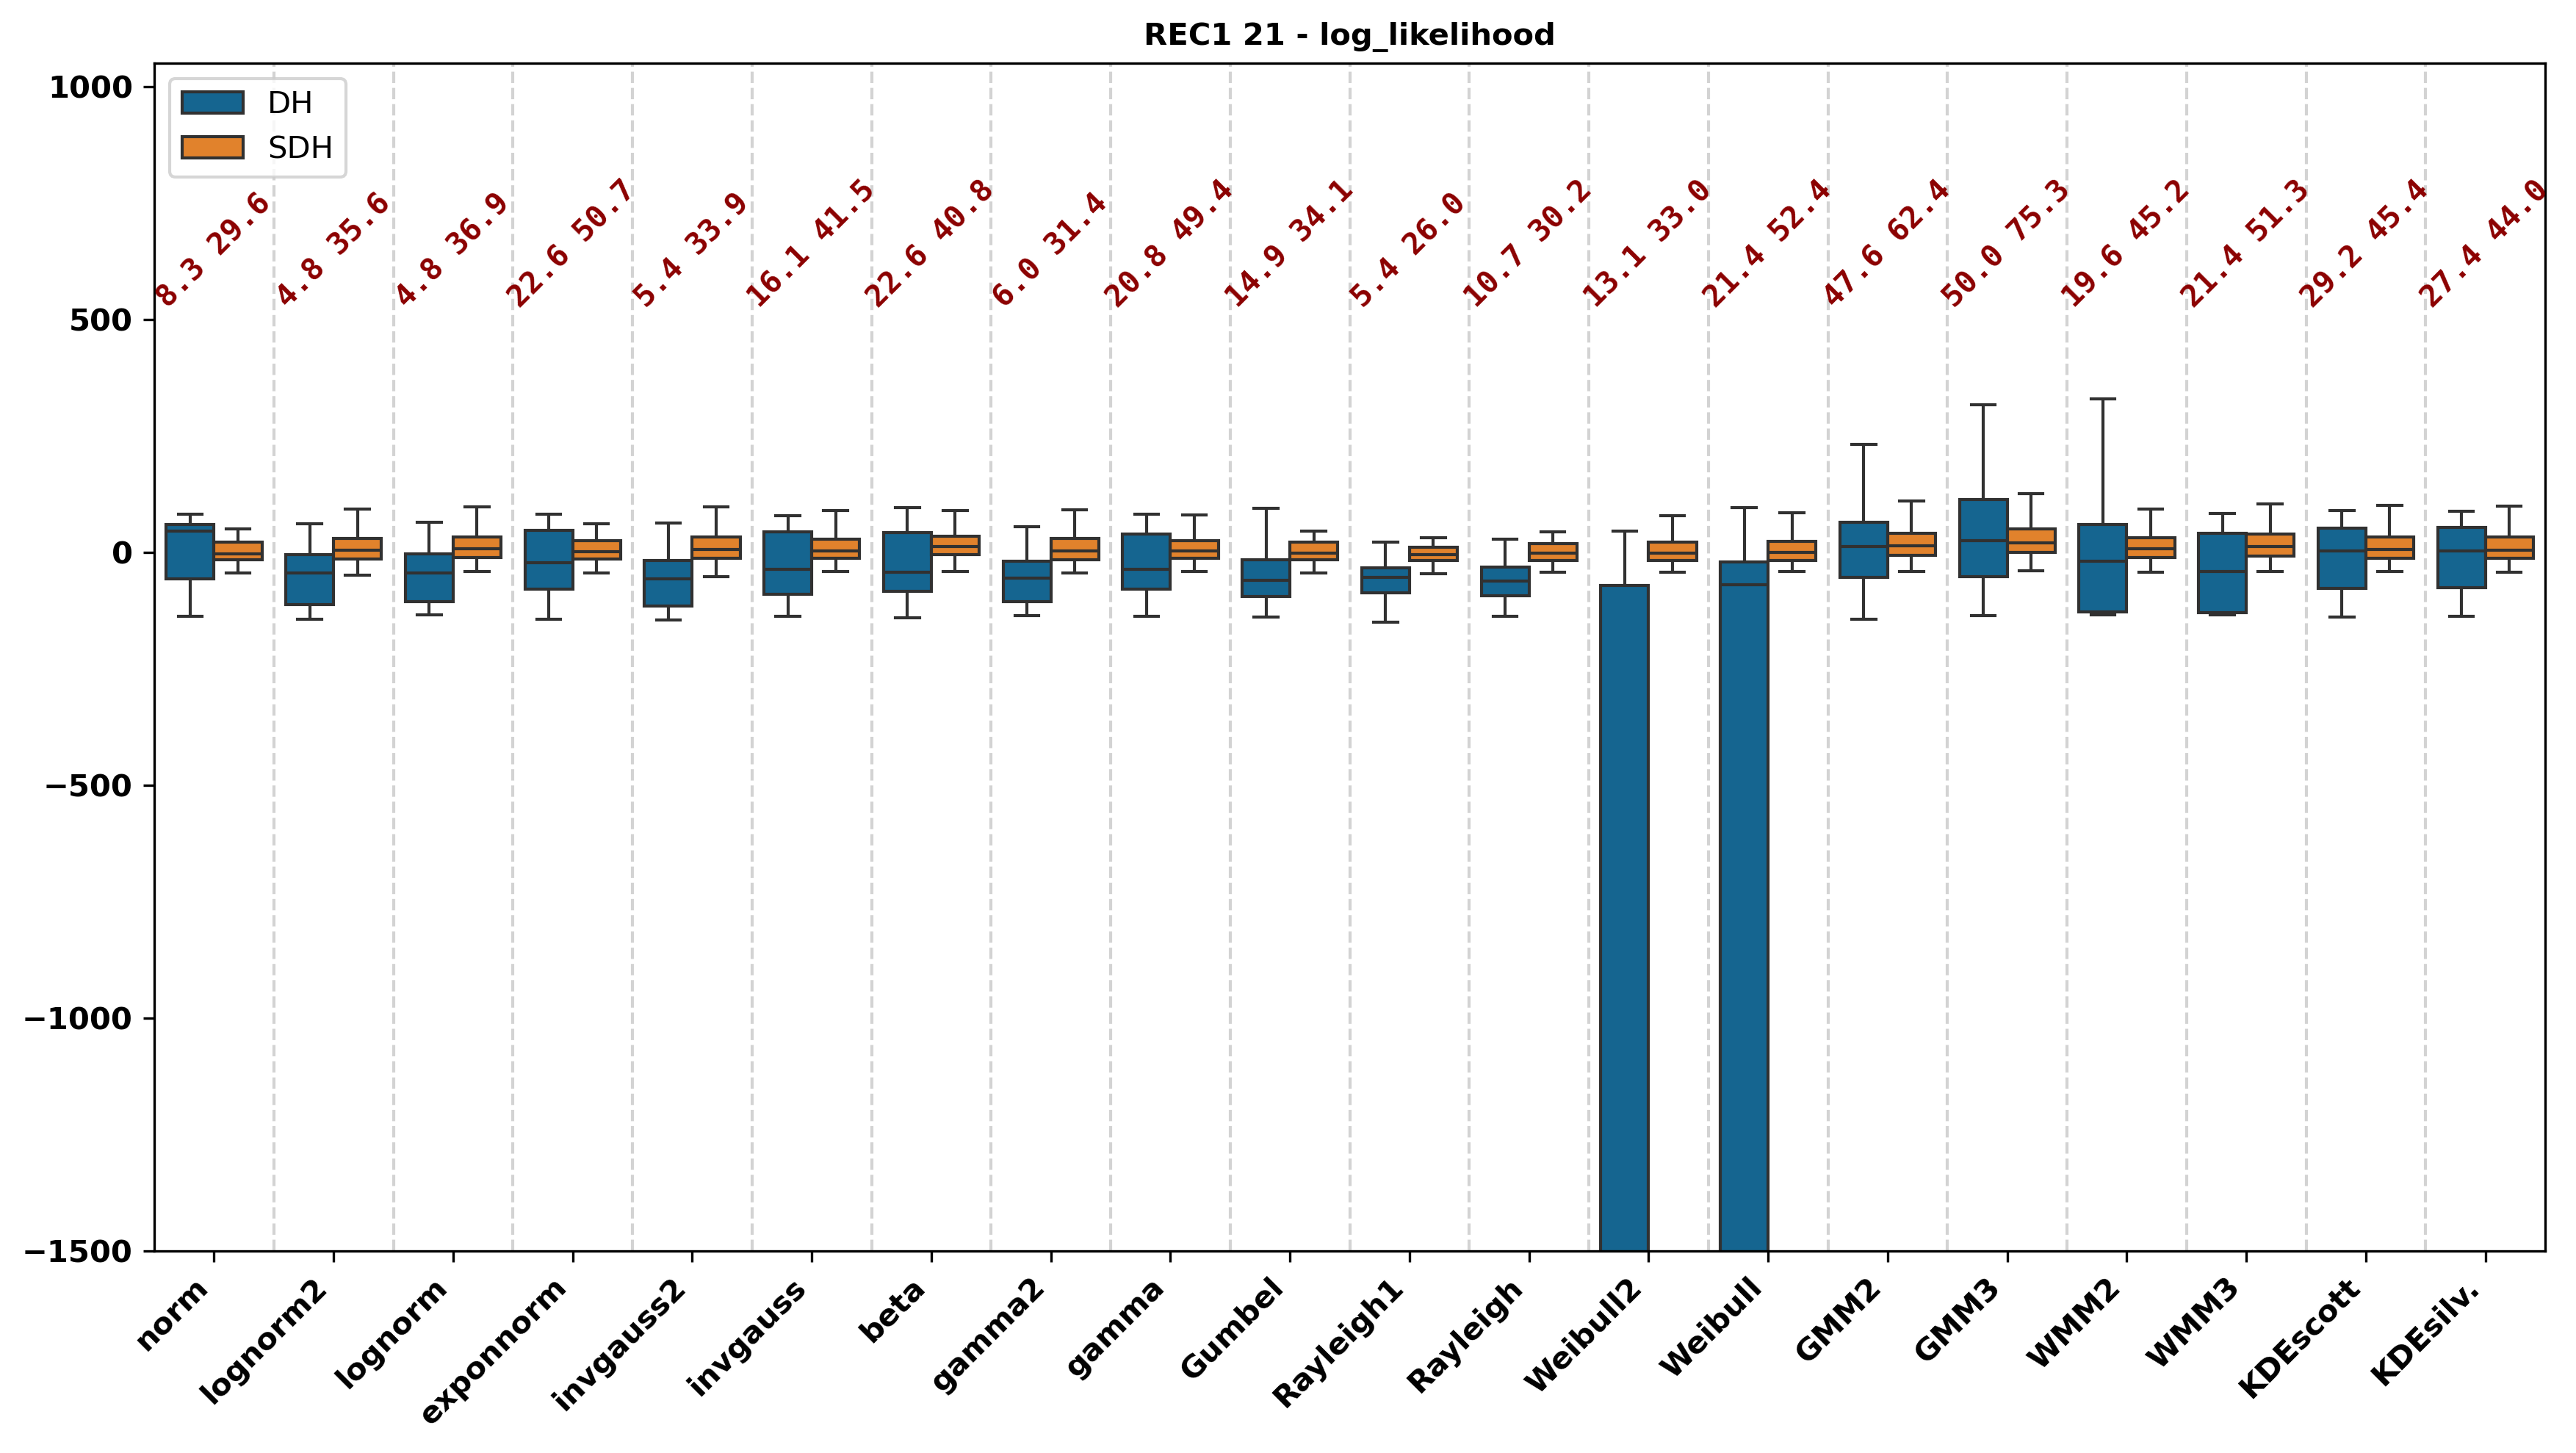 REC1 21 - log_likelihood
1000
500
0
−500
−1000
−1500
DH
SDH
8.3 29.6
4.8 35.6
4.8 36.9
22.6 50.7
5.4 33.9
16.1 41.5
22.6 40.8
6.0 31.4
20.8 49.4
14.9 34.1
5.4 26.0
10.7 30.2
13.1 33.0
21.4 52.4
47.6 62.4
50.0 75.3
19.6 45.2
21.4 51.3
29.2 45.4
27.4 44.0
norm
lognorm2
lognorm
exponnorm
invgauss2
invgauss
beta
gamma2
gamma
Gumbel
Rayleigh1
Rayleigh
Weibull2
Weibull
GMM2
GMM3
WMM2
WMM3
KDEscott
KDEsilv.